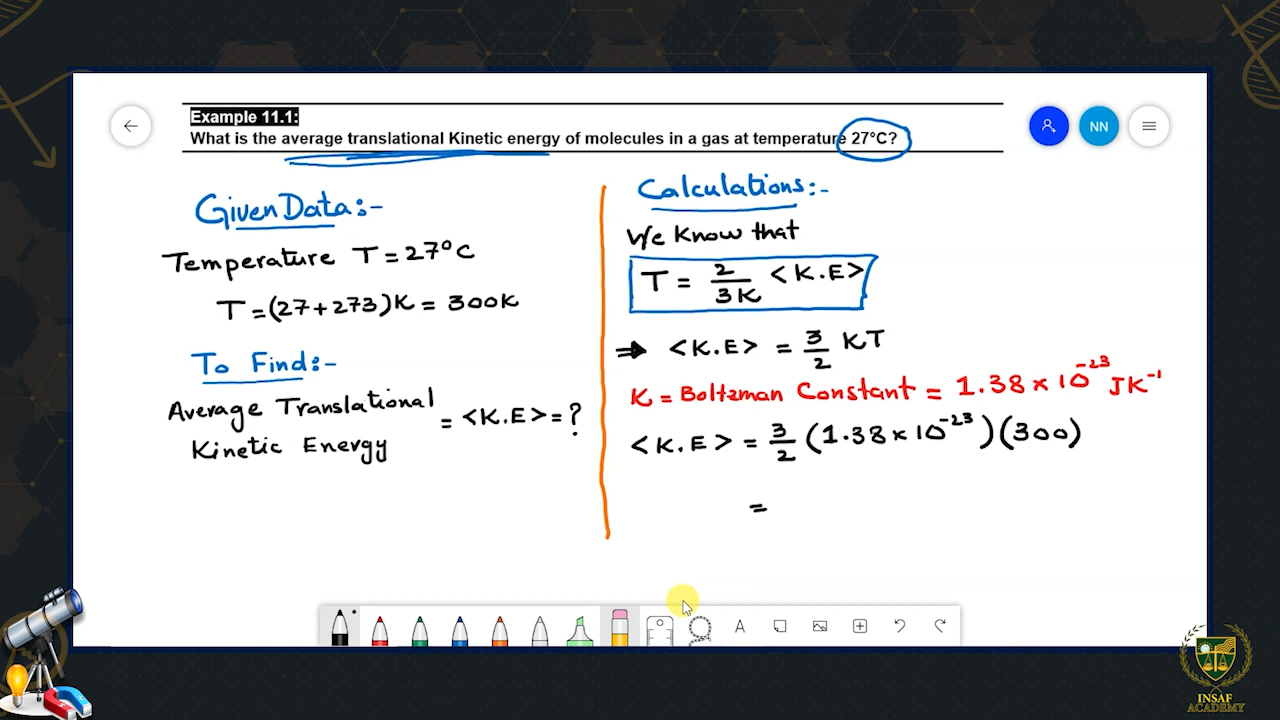 Example 11.1:
What is the average translational Kinetic energy of molecules in a gas at temperature 27°C?
NN
Given Data:-
Temperature T = 27°C
T = (27+273)K = 300K
To Find:-
Average Translational
Kinetic Energy
= <K.E> = ?
Calculations:-
We Know that
T = 2/3K <K.E>
⇒ <K.E> = 3/2 KT
K = Boltzman Constant = 1.38 × 10⁻²³ JK⁻¹
<K.E> = 3/2 (1.38 × 10⁻²³)(300)
=
A
INSAF
ACADEMY